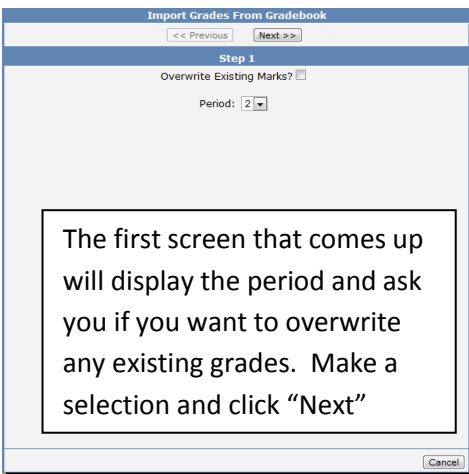 Import Grades From Gradebook
<< Previous Next >>
Step 1
Overwrite Existing Marks?
Period: 2
The first screen that comes up
will display the period and ask
you if you want to overwrite
any existing grades. Make a
selection and click “Next”
Cancel